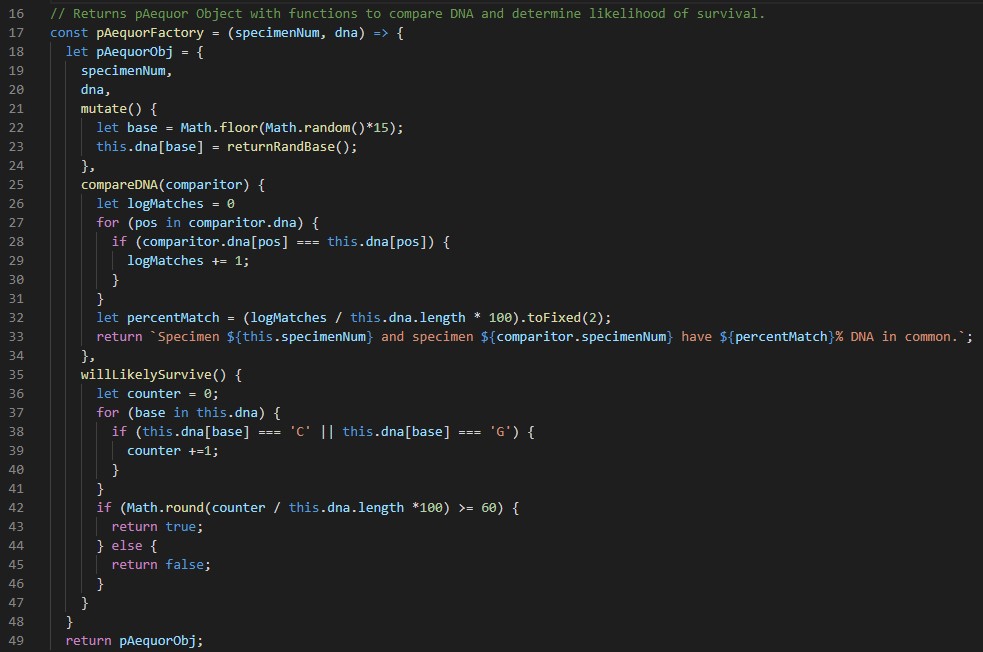 16 // Returns pAequor Object with functions to compare DNA and determine likelihood of survival.
17 const pAequorFactory = (specimenNum, dna) => {
18   let pAequorObj = {
19     specimenNum,
20     dna,
21     mutate() {
22       let base = Math.floor(Math.random()*15);
23       this.dna[base] = returnRandBase();
24     },
25     compareDNA(comparitor) {
26       let logMatches = 0
27       for (pos in comparitor.dna) {
28         if (comparitor.dna[pos] === this.dna[pos]) {
29           logMatches += 1;
30         }
31       }
32       let percentMatch = (logMatches / this.dna.length * 100).toFixed(2);
33       return `Specimen ${this.specimenNum} and specimen ${comparitor.specimenNum} have ${percentMatch}% DNA in common.`;
34     },
35     willLikelySurvive() {
36       let counter = 0;
37       for (base in this.dna) {
38         if (this.dna[base] === 'C' || this.dna[base] === 'G') {
39           counter +=1;
40         }
41       }
42       if (Math.round(counter / this.dna.length *100) >= 60) {
43         return true;
44       } else {
45         return false;
46       }
47     }
48   }
49   return pAequorObj;